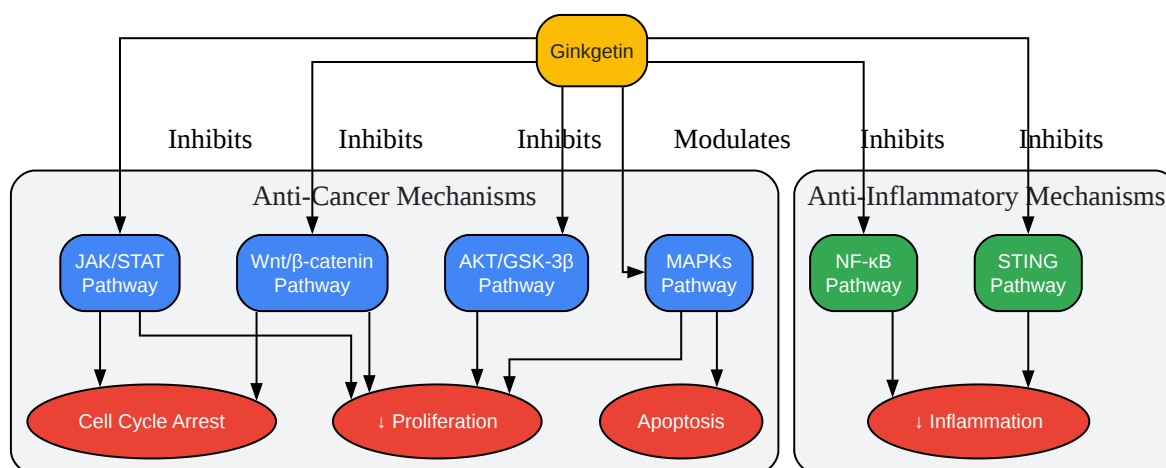 Ginkgetin
Inhibits
Inhibits
Inhibits
Modulates
Inhibits
Inhibits
Anti-Cancer Mechanisms
Anti-Inflammatory Mechanisms
JAK/STAT
Pathway
Wnt/β-catenin
Pathway
AKT/GSK-3β
Pathway
MAPKs
Pathway
NF-κB
Pathway
STING
Pathway
Cell Cycle Arrest
↓ Proliferation
Apoptosis
↓ Inflammation